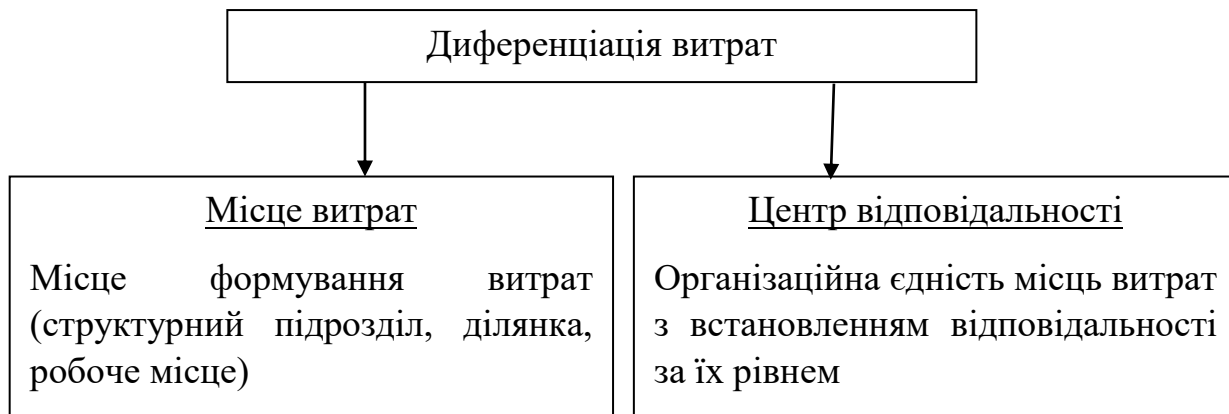 Диференціація витрат
Місце витрат
Місце формування витрат
(структурний підрозділ, ділянка,
робоче місце)
Центр відповідальності
Організаційна єдність місць витрат
з встановленням відповідальності
за їх рівнем